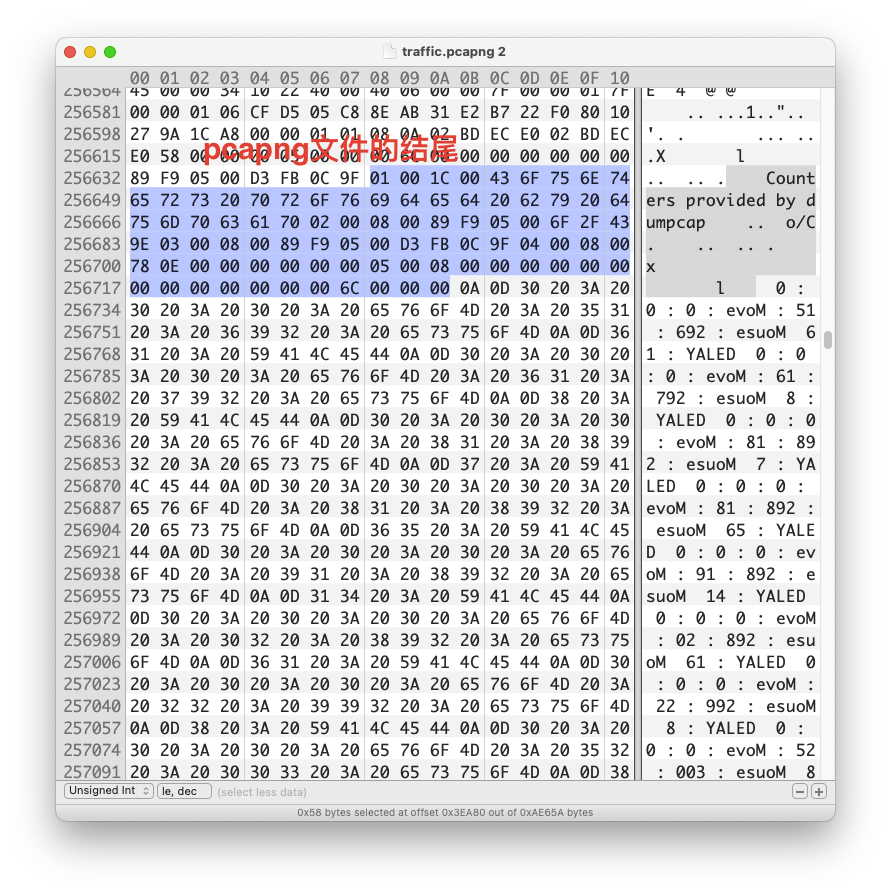 traffic.pcapng 2
00 01 02 03 04 05 06 07 08 09 0A 0B 0C 0D 0E 0F 10
256564 45 00 00 34 10 22 40 00 40 06 00 00 7F 00 00 01 7F E 4 @ @
256581 00 00 01 06 CF D5 05 C8 8E AB 31 E2 B7 22 F0 80 10 .. ...1..".
256598 27 9A 1C A8 00 00 01 01 08 0A 02 BD EC E0 02 BD EC '. . ... ..
pcapng文件的结尾
256615 E0 58 00 00 00 00 00 00 00 .X l
256632 89 F9 05 00 D3 FB 0C 9F 01 00 1C 00 43 6F 75 6E 74 .. .. . Count
256649 65 72 73 20 70 72 6F 76 69 64 65 64 20 62 79 20 64 ers provided by d
256666 75 6D 70 63 61 70 02 00 08 00 89 F9 05 00 6F 2F 43 umpcap .. o/C
256683 9E 03 00 08 00 89 F9 05 00 D3 FB 0C 9F 04 00 08 00 . .. .. .
256700 78 0E 00 00 00 00 00 00 05 00 08 00 00 00 00 00 00 x
256717 00 00 00 00 00 00 00 6C 00 00 00 0A 0D 30 20 3A 20 l 0 :
256734 30 20 3A 20 30 20 3A 20 65 76 6F 4D 20 3A 20 35 31 0 : 0 : evoM : 51
256751 20 3A 20 36 39 32 20 3A 20 65 73 75 6F 4D 0A 0D 36 : 692 : esuoM 6
256768 31 20 3A 20 59 41 4C 45 44 0A 0D 30 20 3A 20 30 20 1 : YALED 0 : 0
256785 3A 20 30 20 3A 20 65 76 6F 4D 20 3A 20 36 31 20 3A : 0 : evoM : 61 :
256802 20 37 39 32 20 3A 20 65 73 75 6F 4D 0A 0D 38 20 3A 792 : esuoM 8 :
256819 20 59 41 4C 45 44 0A 0D 30 20 3A 20 30 20 3A 20 30 YALED 0 : 0 : 0
256836 20 3A 20 65 76 6F 4D 20 3A 20 38 31 20 3A 20 38 39 : evoM : 81 : 89
256853 32 20 3A 20 65 73 75 6F 4D 0A 0D 37 20 3A 20 59 41 2 : esuoM 7 : YA
256870 4C 45 44 0A 0D 30 20 3A 20 30 20 3A 20 30 20 3A 20 LED 0 : 0 : 0 :
256887 65 76 6F 4D 20 3A 20 38 31 20 3A 20 38 39 32 20 3A evoM : 81 : 892 :
256904 20 65 73 75 6F 4D 0A 0D 36 35 20 3A 20 59 41 4C 45 esuoM 65 : YALE
256921 44 0A 0D 30 20 3A 20 30 20 3A 20 30 20 3A 20 65 76 D 0 : 0 : 0 : ev
256938 6F 4D 20 3A 20 39 31 20 3A 20 38 39 32 20 3A 20 65 oM : 91 : 892 : e
256955 73 75 6F 4D 0A 0D 31 34 20 3A 20 59 41 4C 45 44 0A suoM 14 : YALED
256972 0D 30 20 3A 20 30 20 3A 20 30 20 3A 20 65 76 6F 4D 0 : 0 : 0 : evoM
256989 20 3A 20 30 32 20 3A 20 38 39 32 20 3A 20 65 73 75 : 02 : 892 : esu
257006 6F 4D 0A 0D 36 31 20 3A 20 59 41 4C 45 44 0A 0D 30 oM 61 : YALED 0
257023 20 3A 20 30 20 3A 20 30 20 3A 20 65 76 6F 4D 20 3A : 0 : 0 : evoM :
257040 20 32 32 20 3A 20 39 39 32 20 3A 20 65 73 75 6F 4D 22 : 992 : esuoM
257057 0A 0D 38 20 3A 20 59 41 4C 45 44 0A 0D 30 20 3A 20 8 : YALED 0 :
257074 30 20 3A 20 30 20 3A 20 65 76 6F 4D 20 3A 20 35 32 0 : 0 : evoM : 52
257091 20 3A 20 30 30 33 20 3A 20 65 73 75 6F 4D 0A 0D 38 : 003 : esuoM 8
Unsigned Int le, dec (select less data)
0x58 bytes selected at offset 0x3EA80 out of 0xAE65A bytes